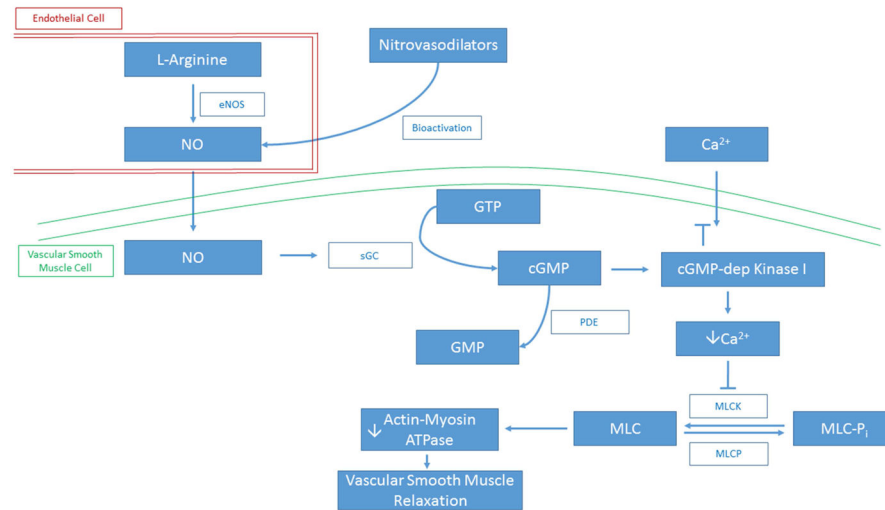 Endothelial Cell
L-Arginine
Nitrovasodilators
eNOS
Bioactivation
NO
Ca²⁺
GTP
Vascular Smooth
Muscle Cell
NO
sGC
cGMP
cGMP-dep Kinase I
PDE
GMP
↓Ca²⁺
MLCK
↓ Actin-Myosin
ATPase
MLC
MLC-Pᵢ
MLCP
Vascular Smooth Muscle
Relaxation